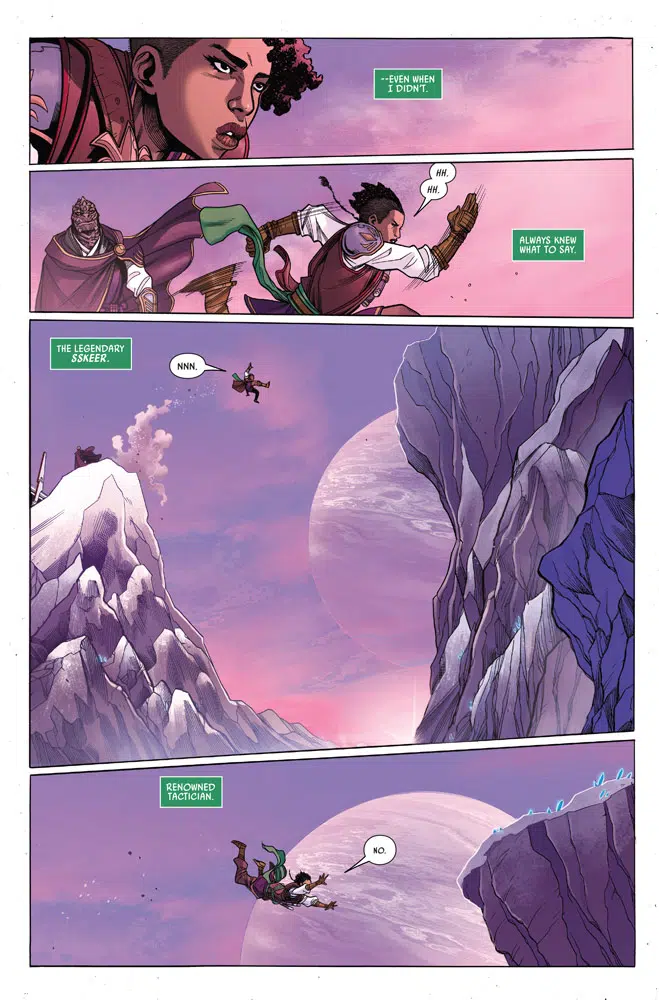 --EVEN WHEN
I DIDN'T.
HH.
HH.
ALWAYS KNEW
WHAT TO SAY.
THE LEGENDARY
SSKEER.
NNN.
RENOWNED
TACTICIAN.
NO.